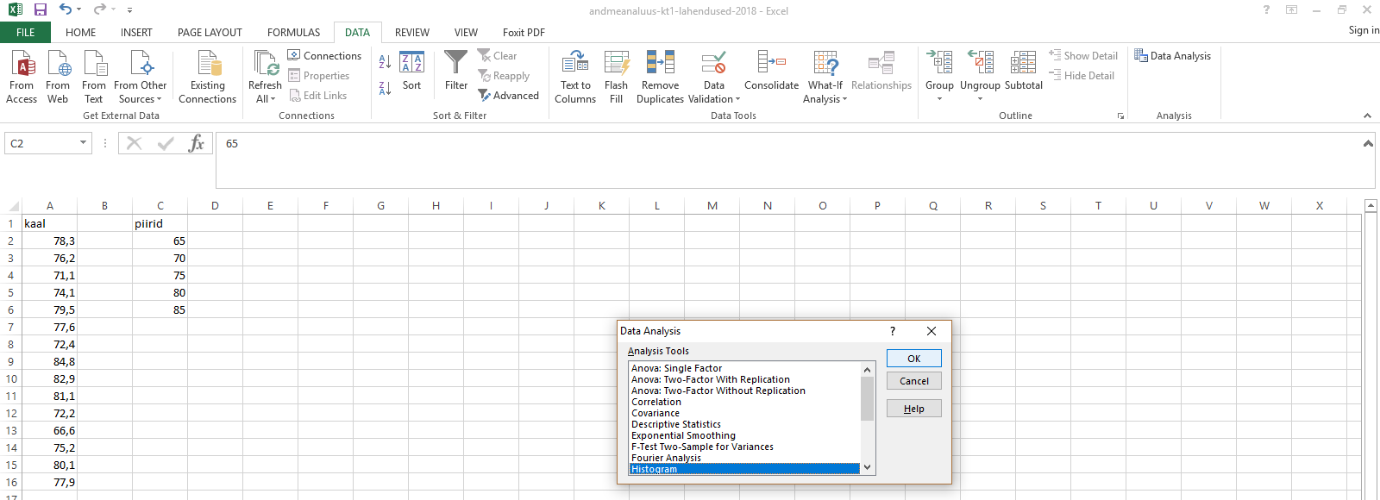 andmeanaluus-kt1-lahendused-2018 - Excel
?
FILE HOME INSERT PAGE LAYOUT FORMULAS DATA REVIEW VIEW Foxit PDF Sign in
From Access
From Web
From Text
From Other Sources
Existing Connections
Get External Data
Refresh All
Connections
Properties
Edit Links
Connections
Sort
Filter
Clear
Reapply
Advanced
Sort & Filter
Text to Columns
Flash Fill
Remove Duplicates
Data Validation
Consolidate
What-If Analysis
Relationships
Data Tools
Group
Ungroup
Subtotal
Show Detail
Hide Detail
Outline
Data Analysis
Analysis
C2 fx 65
A B C D E F G H I J K L M N O P Q R S T U V W X
1 kaal piirid
2 78,3 65
3 76,2 70
4 71,1 75
5 74,1 80
6 79,5 85
7 77,6
8 72,4
9 84,8
10 82,9
11 81,1
12 72,2
13 66,6
14 75,2
15 80,1
16 77,9
17
Data Analysis ?
Analysis Tools
Anova: Single Factor
Anova: Two-Factor With Replication
Anova: Two-Factor Without Replication
Correlation
Covariance
Descriptive Statistics
Exponential Smoothing
F-Test Two-Sample for Variances
Fourier Analysis
Histogram
OK
Cancel
Help